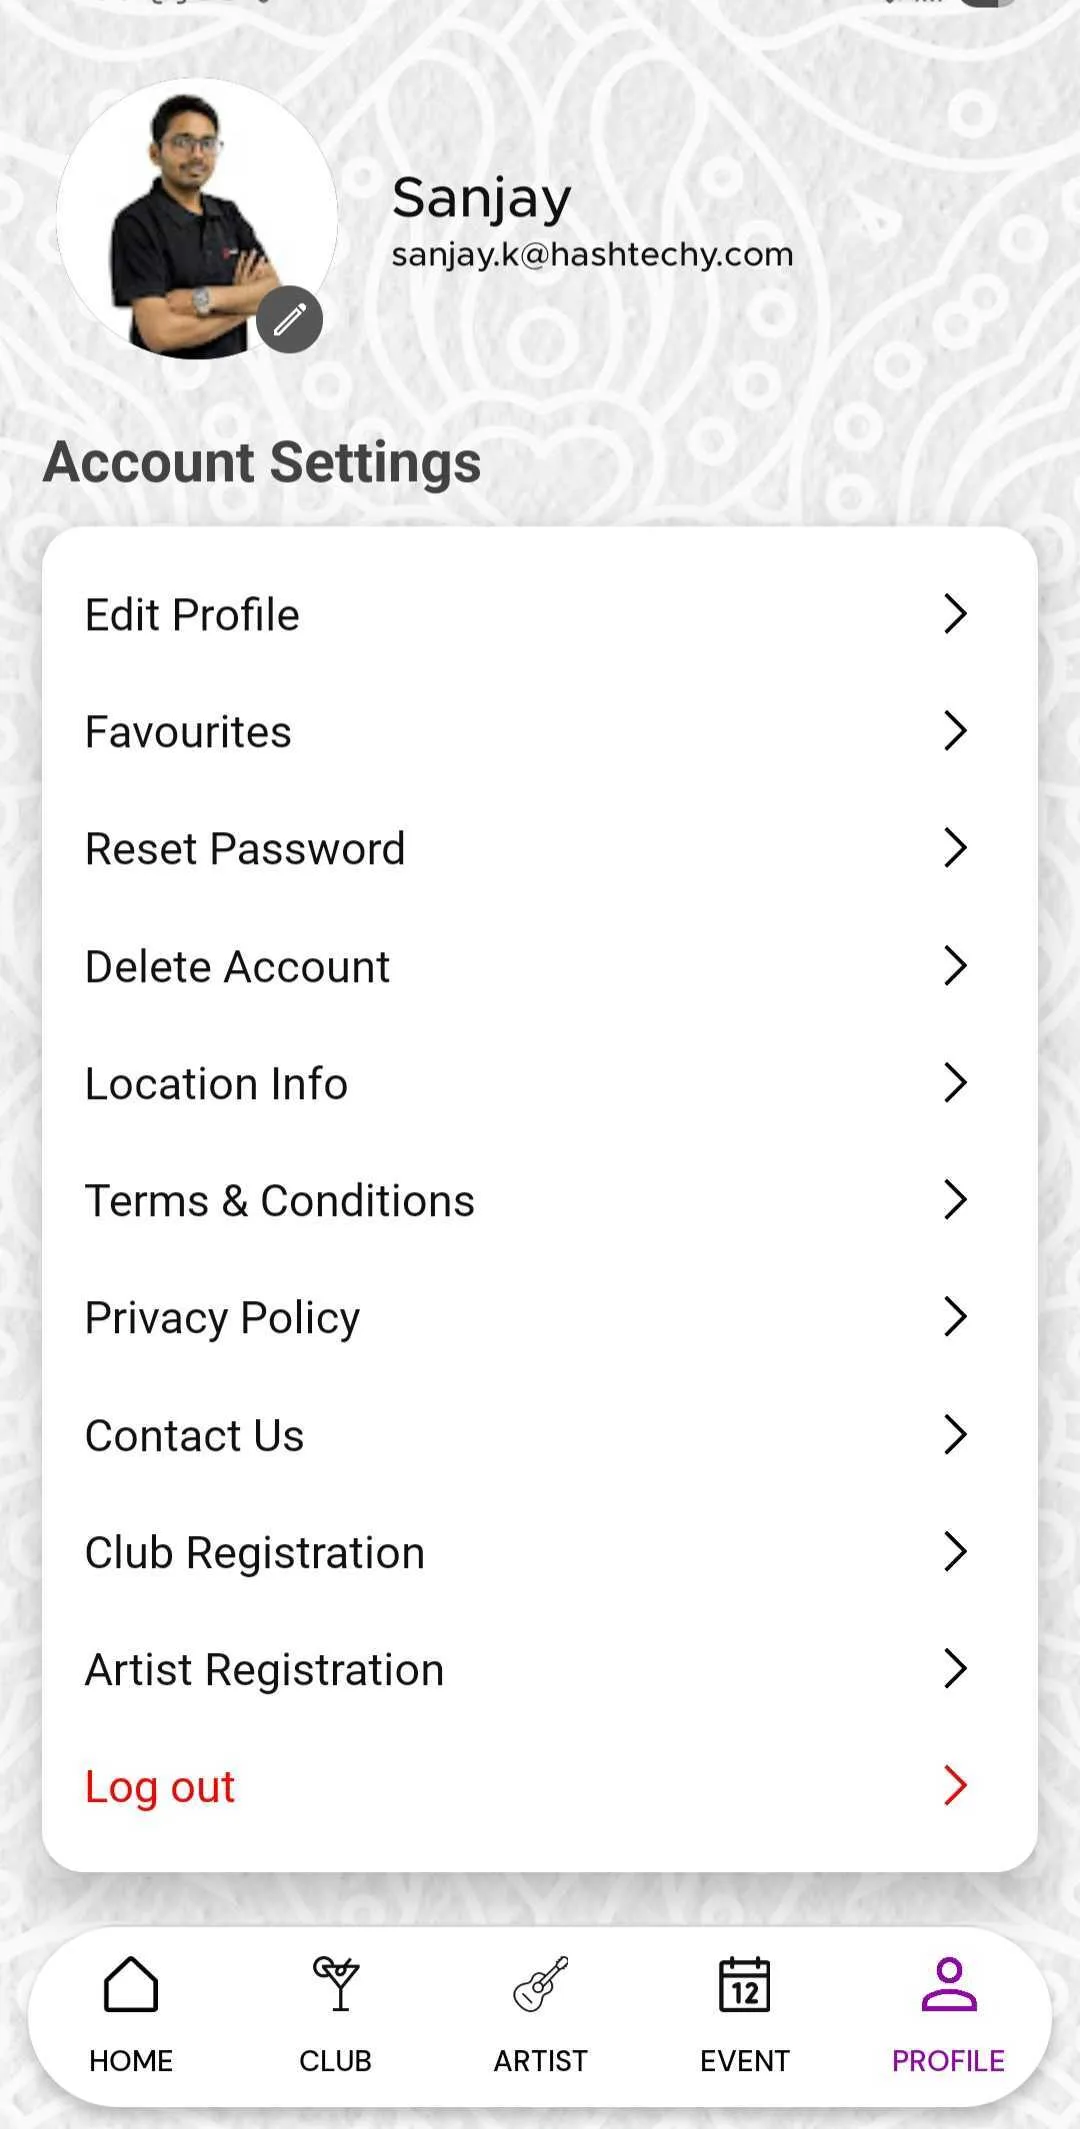 Sanjay
sanjay.k@hashtechy.com
Account Settings
Edit Profile
Favourites
Reset Password
Delete Account
Location Info
Terms & Conditions
Privacy Policy
Contact Us
Club Registration
Artist Registration
Log out
12
HOME CLUB ARTIST EVENT PROFILE